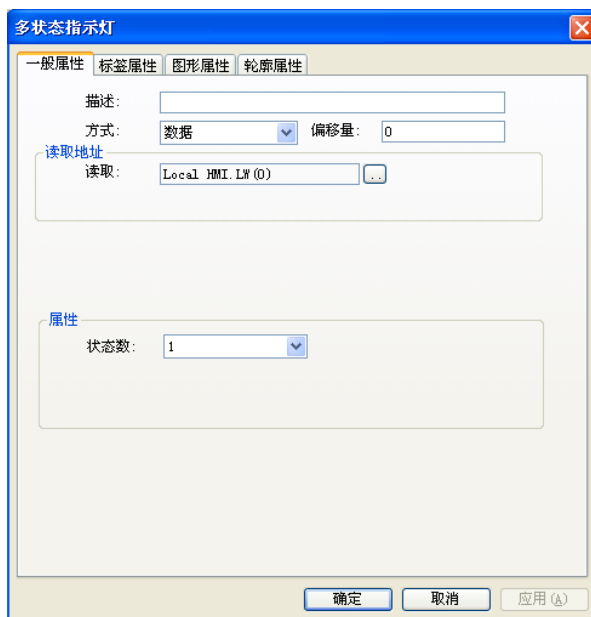 多状态指示灯
一般属性 标签属性 图形属性 轮廓属性
描述:
方式: 数据 偏移量: 0
读取地址
读取: Local HMI.LW(0) ..
属性
状态数: 1
确定 取消 应用(A)